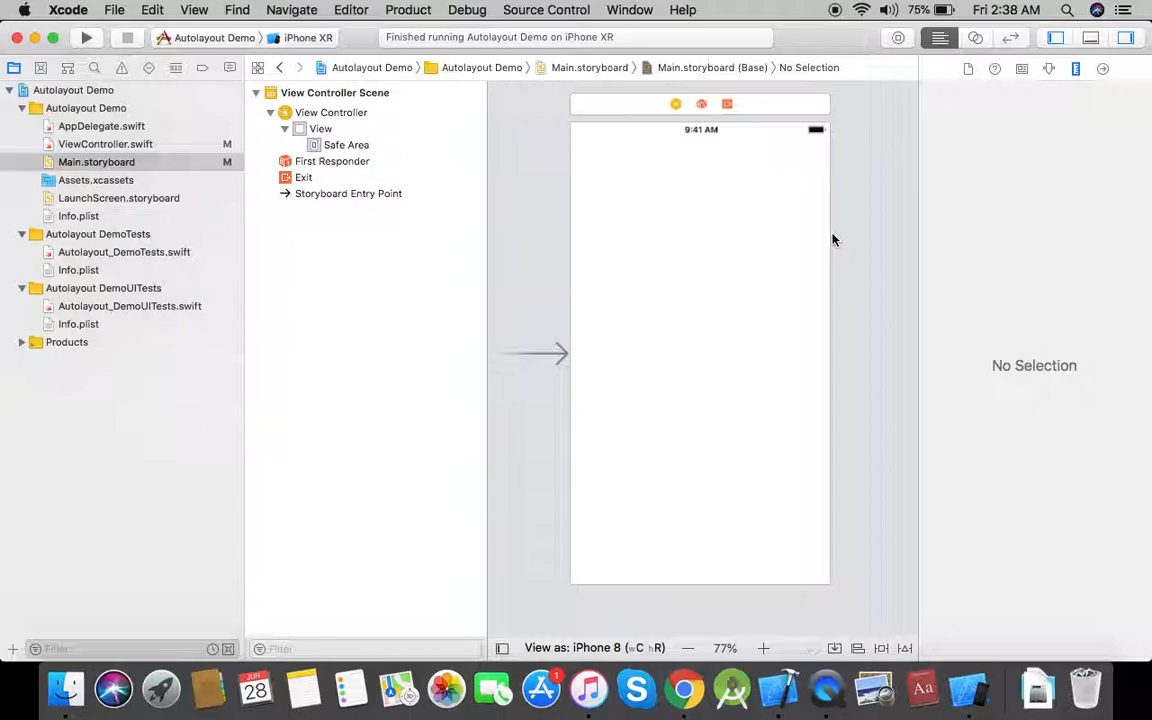 Xcode File Edit View Find Navigate Editor Product Debug Source Control Window Help 75% Fri 2:38 AM
Autolayout Demo iPhone XR Finished running Autolayout Demo on iPhone XR
Autolayout Demo Autolayout Demo Main.storyboard Main.storyboard (Base) No Selection
Autolayout Demo
Autolayout Demo
AppDelegate.swift
ViewController.swift M
Main.storyboard M
Assets.xcassets
LaunchScreen.storyboard
Info.plist
Autolayout DemoTests
Autolayout_DemoTests.swift
Info.plist
Autolayout DemoUITests
Autolayout_DemoUITests.swift
Info.plist
Products
Filter
View Controller Scene
View Controller
View
Safe Area
First Responder
Exit
Storyboard Entry Point
Filter
9:41 AM
View as: iPhone 8 (wC hR) 77%
No Selection
JUN
28
1
Aa